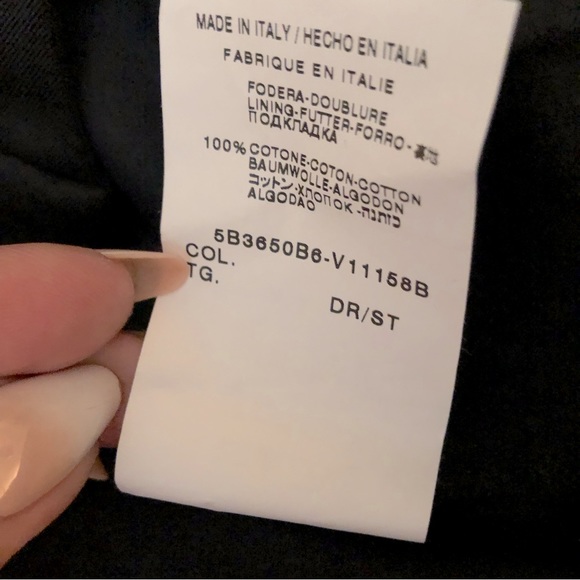 MADE IN ITALY / HECHO EN ITALIA
FABRIQUE EN ITALIE
FODERA-DOUBLURE
LINING-FUTTER-FORRO-裏地
ПОДКЛАДКА
100% COTONE-COTON-COTTON
BAUMWOLLE-ALGODON
コットン-ХЛОПОК-כותנה
ALGODÃO
5B3650B6-V11158B
COL.
TG.
DR/ST